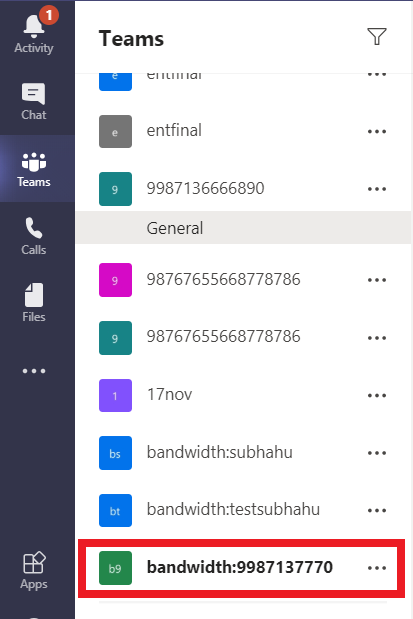 1
Activity
Chat
Teams
Calls
Files
Apps
Teams
e entfinal
e entfinal
9 9987136666890
General
9 98767655668778786
9 98767655668778786
1 17nov
bs bandwidth:subhahu
bt bandwidth:testsubhahu
b9 bandwidth:9987137770